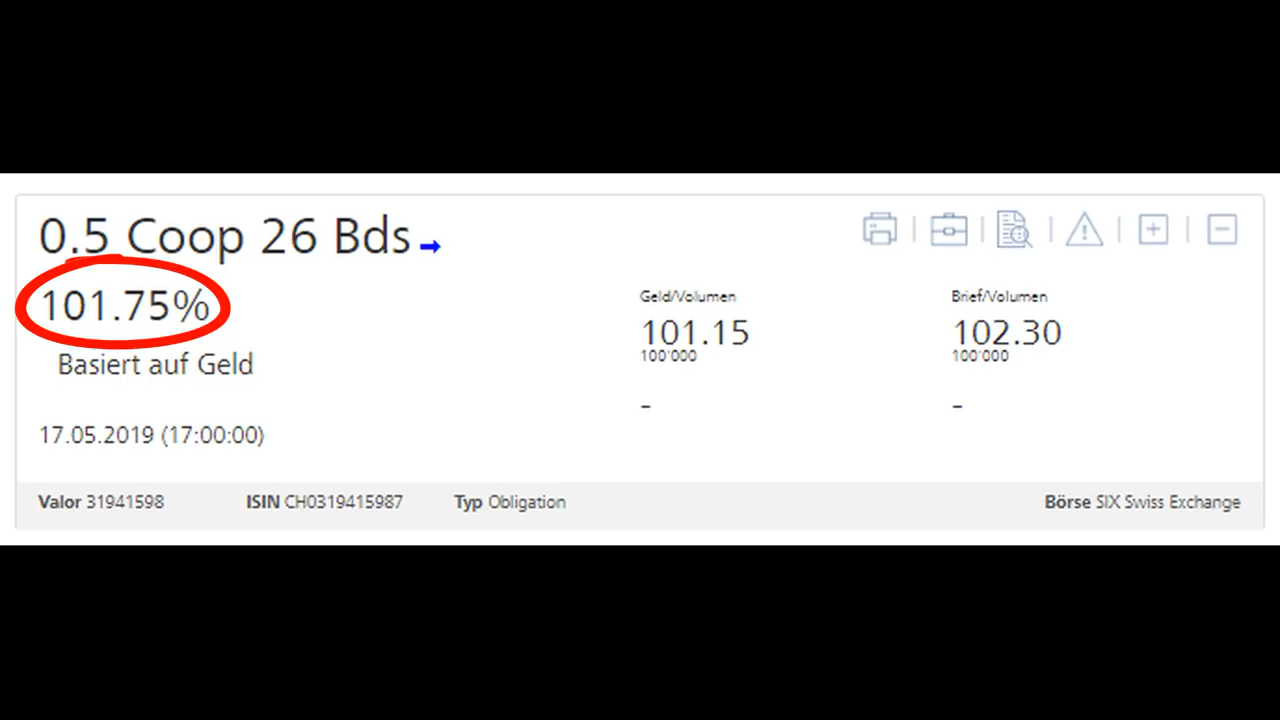 0.5 Coop 26 Bds
101.75%
Basiert auf Geld
17.05.2019 (17:00:00)
Geld/Volumen
101.15
100'000
-
Brief/Volumen
102.30
100'000
-
Valor 31941598 ISIN CH0319415987 Typ Obligation Börse SIX Swiss Exchange